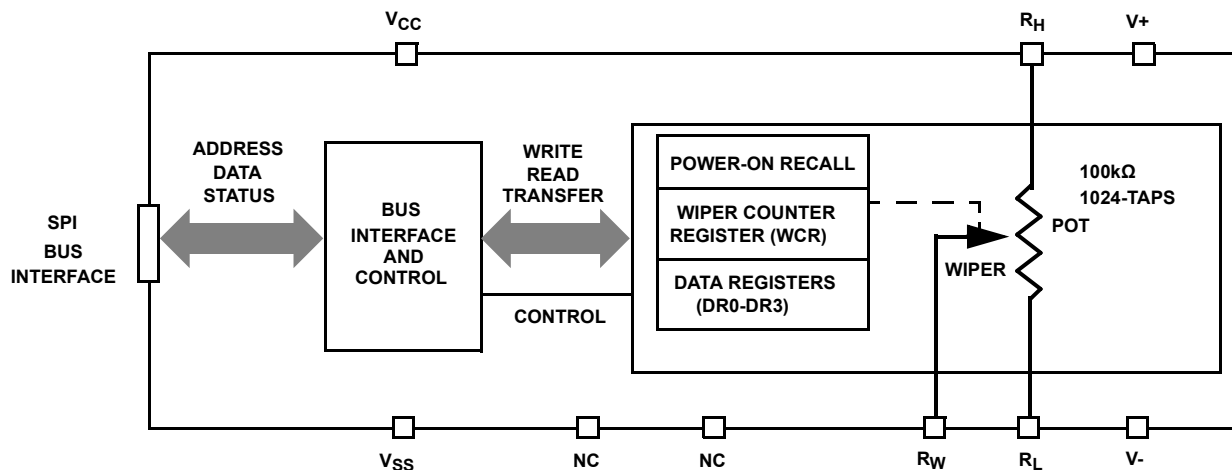 VCC
RH
V+
ADDRESS
DATA
STATUS
WRITE
READ
TRANSFER
POWER-ON RECALL
100kΩ
1024-TAPS
SPI
BUS
INTERFACE
BUS
INTERFACE
AND
CONTROL
WIPER COUNTER
REGISTER (WCR)
POT
WIPER
DATA REGISTERS
(DR0-DR3)
CONTROL
VSS
NC
NC
RW
RL
V-